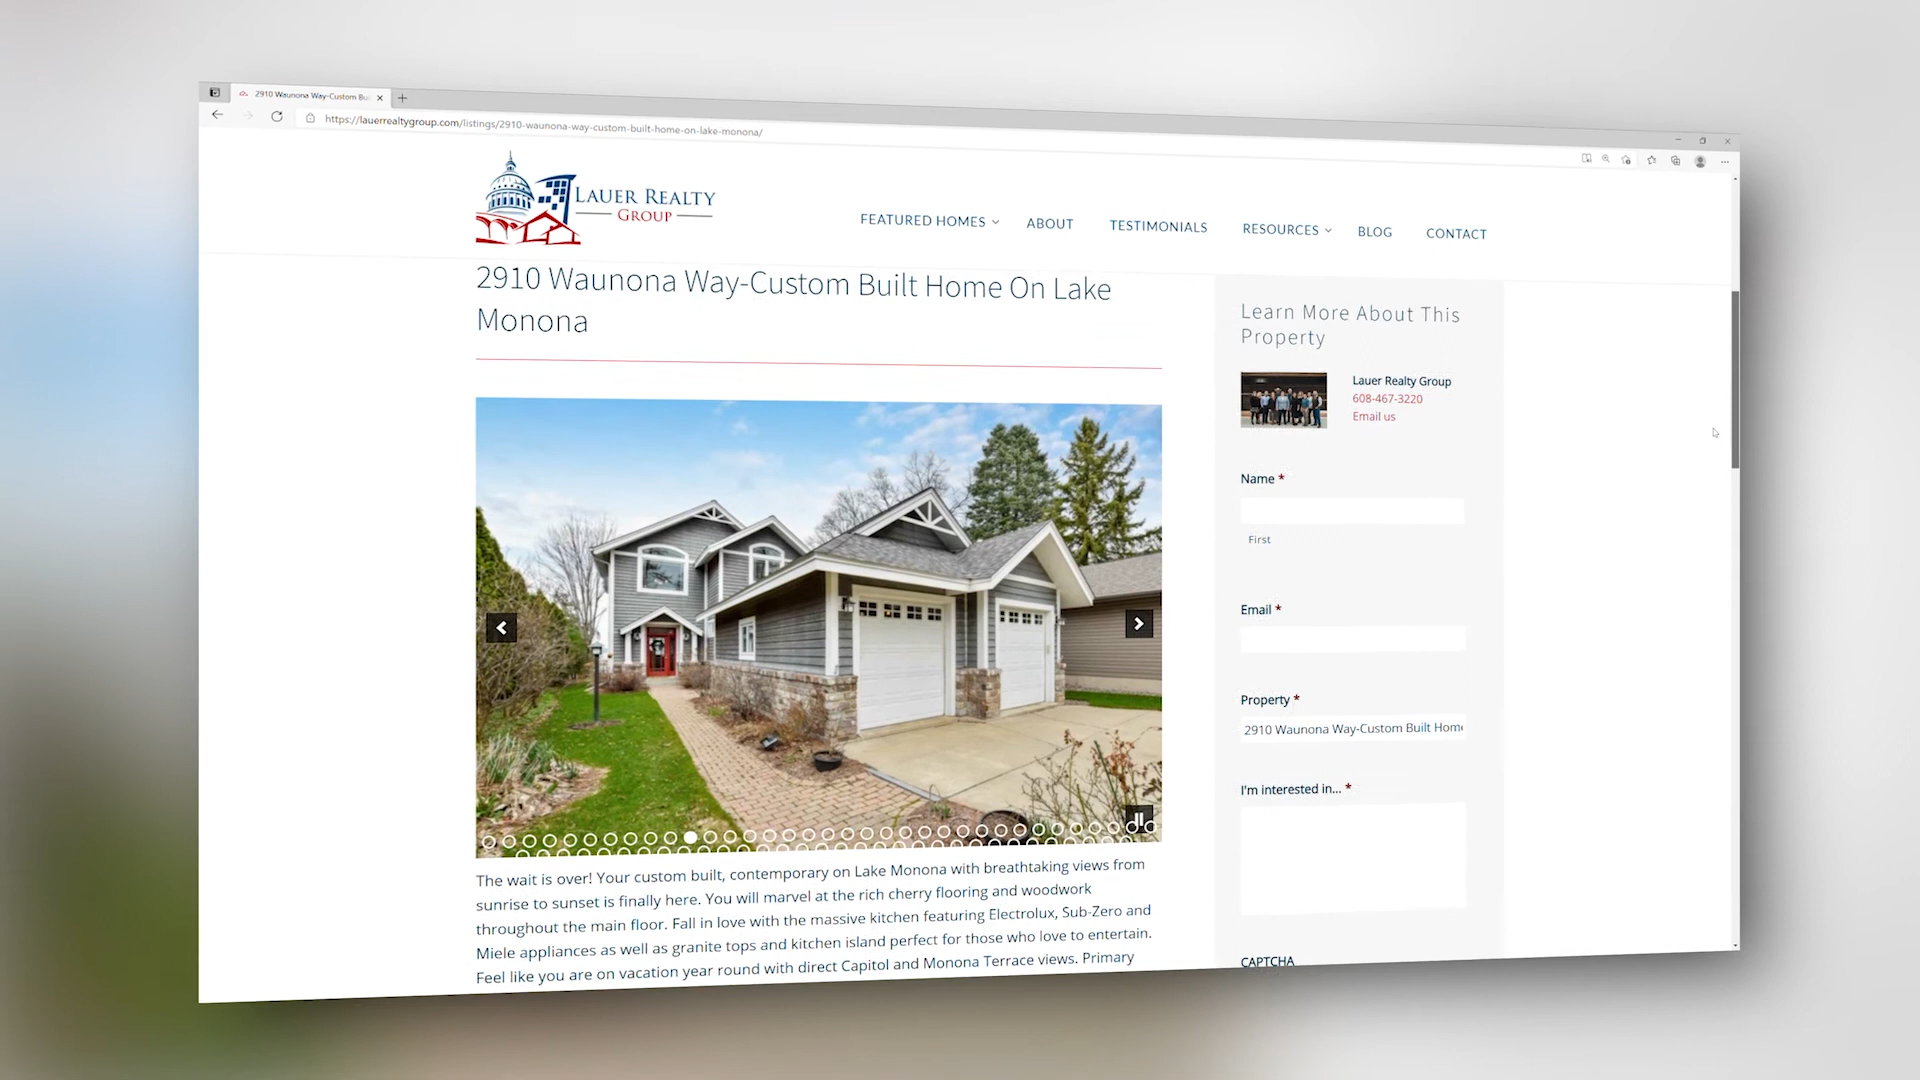 2910 Waunona Way-Custom Bu
https://lauerrealtygroup.com/listings/2910-waunona-way-custom-built-home-on-lake-monona/
LAUER REALTY
GROUP
FEATURED HOMES
ABOUT
TESTIMONIALS
RESOURCES
BLOG
CONTACT
2910 Waunona Way-Custom Built Home On Lake
Monona
The wait is over! Your custom built, contemporary on Lake Monona with breathtaking views from
sunrise to sunset is finally here. You will marvel at the rich cherry flooring and woodwork
throughout the main floor. Fall in love with the massive kitchen featuring Electrolux, Sub-Zero and
Miele appliances as well as granite tops and kitchen island perfect for those who love to entertain.
Feel like you are on vacation year round with direct Capitol and Monona Terrace views. Primary
Learn More About This
Property
Lauer Realty Group
608-467-3220
Email us
Name *
First
Email *
Property *
2910 Waunona Way-Custom Built Home
I'm interested in... *
CAPTCHA